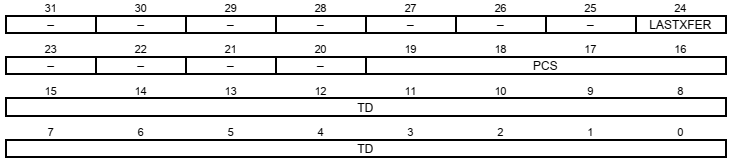 31 30 29 28 27 26 25 24
– – – – – – – LASTXFER
23 22 21 20 19 18 17 16
– – – – PCS
15 14 13 12 11 10 9 8
TD
7 6 5 4 3 2 1 0
TD